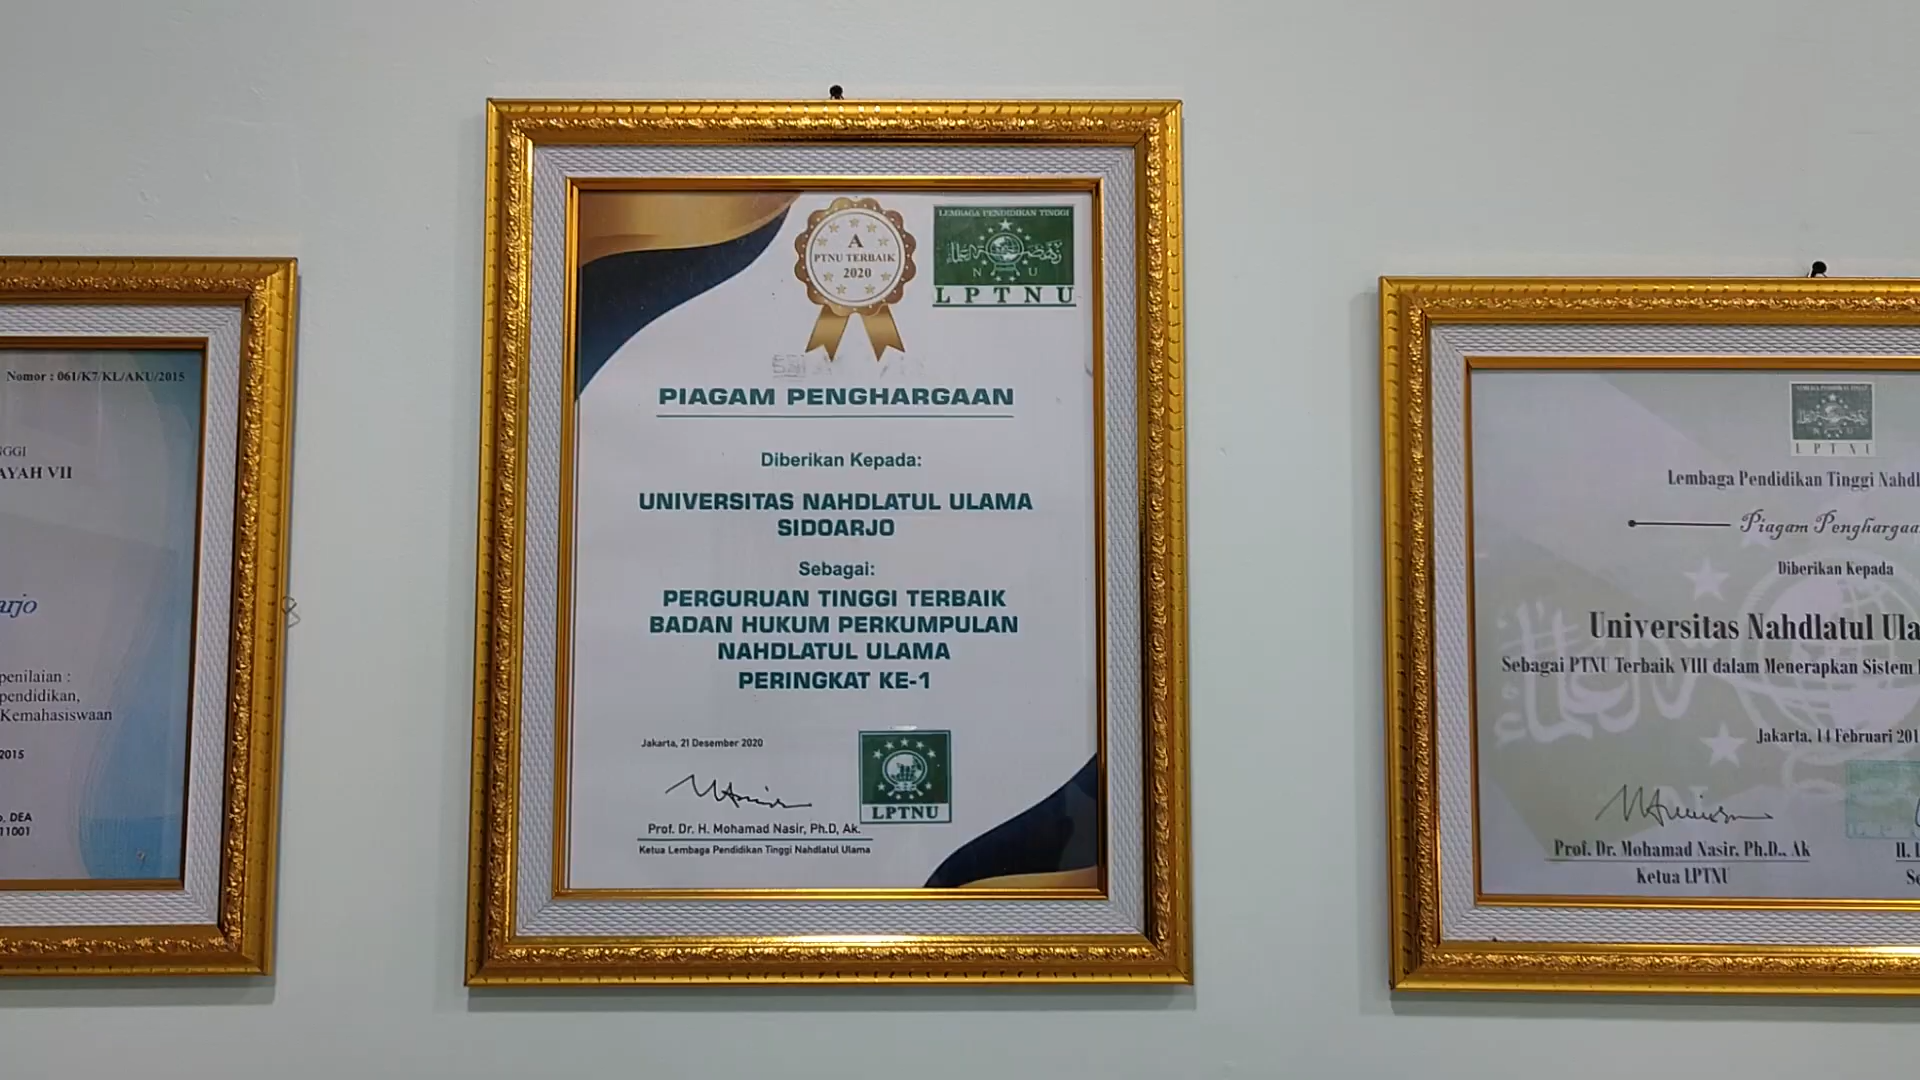 Nomor : 061/K7/KL/AKU/2015
AYAH VII
penilaian :
pendidikan,
Kemahasiswaan
2015
DEA
11001
A
PTNU TERBAIK
2020
LEMBAGA PENDIDIKAN TINGGI
N U
LPTNU
PIAGAM PENGHARGAAN
Diberikan Kepada:
UNIVERSITAS NAHDLATUL ULAMA
SIDOARJO
Sebagai:
PERGURUAN TINGGI TERBAIK
BADAN HUKUM PERKUMPULAN
NAHDLATUL ULAMA
PERINGKAT KE-1
Jakarta, 21 Desember 2020
LPTNU
Prof. Dr. H. Mohamad Nasir, Ph.D, Ak.
Ketua Lembaga Pendidikan Tinggi Nahdlatul Ulama
LPTNU
Lembaga Pendidikan Tinggi Nahdl
Piagam Penghargaa
Diberikan Kepada
Universitas Nahdlatul Ula
Sebagai PTNU Terbaik VIII dalam Menerapkan Sistem
Jakarta, 14 Februari 201
Prof. Dr. Mohamad Nasir, Ph.D., Ak
Ketua LPTNU